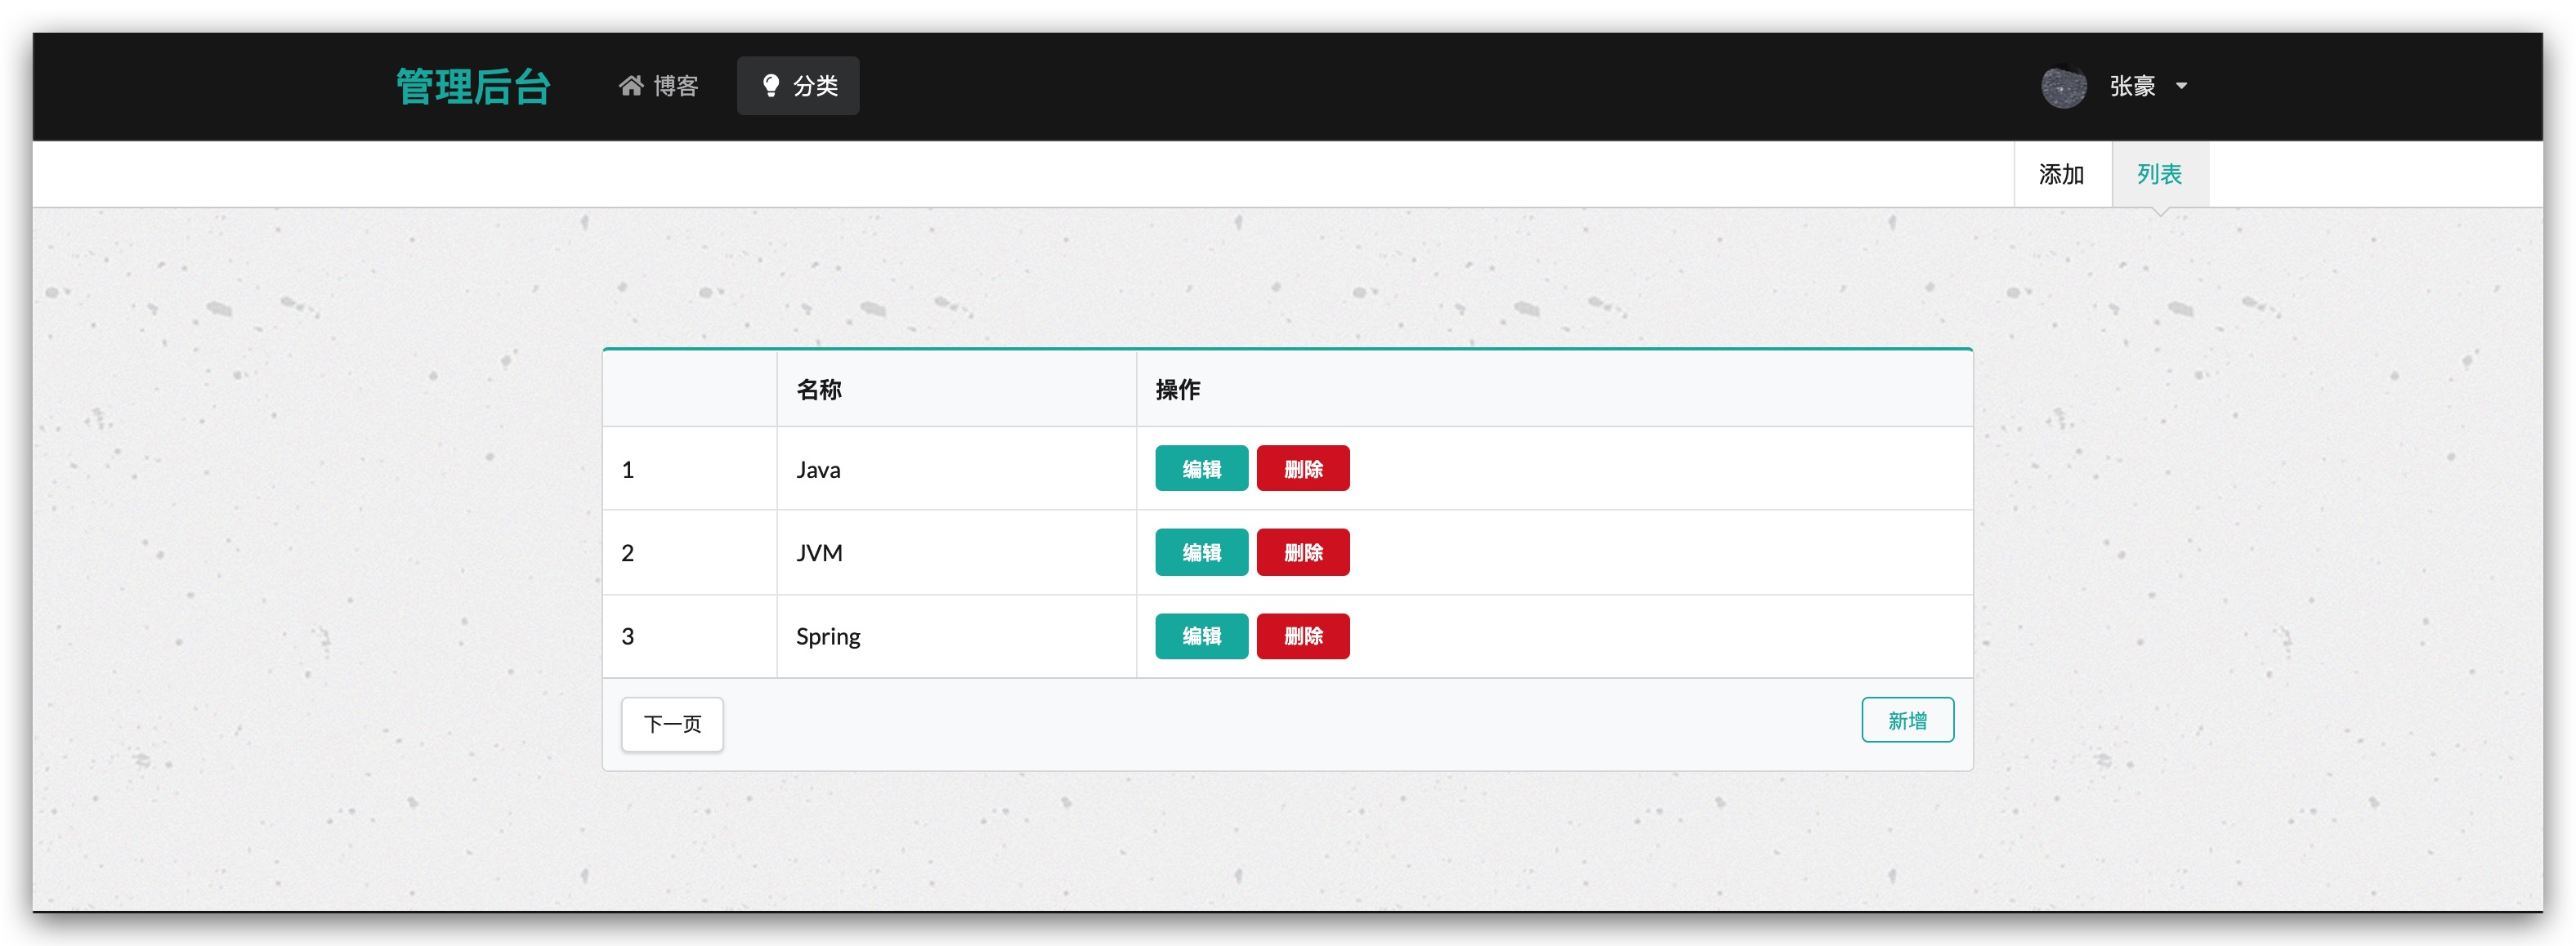 管理后台 博客 分类 张豪
添加 列表
名称 操作
1 Java 编辑 删除
2 JVM 编辑 删除
3 Spring 编辑 删除
下一页 新增